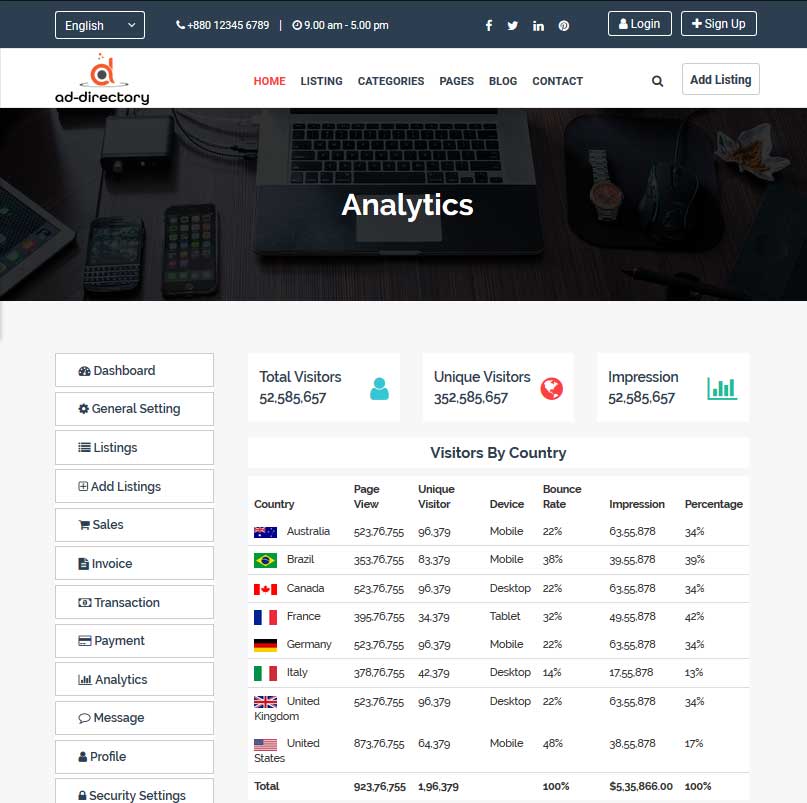 English
+880 12345 6789 | 9.00 am - 5.00 pm
Login
Sign Up
ad-directory
HOME LISTING CATEGORIES PAGES BLOG CONTACT
Add Listing
Analytics
Dashboard
General Setting
Listings
Add Listings
Sales
Invoice
Transaction
Payment
Analytics
Message
Profile
Security Settings
Total Visitors
52,585,657
Unique Visitors
352,585,657
Impression
52,585,657
Visitors By Country
Country Page View Unique Visitor Device Bounce Rate Impression Percentage
Australia 523,76,755 96,379 Mobile 22% 63,55,878 34%
Brazil 353,76,755 83,379 Mobile 38% 39,55,878 39%
Canada 523,76,755 96,379 Desktop 22% 63,55,878 34%
France 395,76,755 34,379 Tablet 32% 49,55,878 42%
Germany 523,76,755 96,379 Mobile 22% 63,55,878 34%
Italy 378,76,755 42,379 Desktop 14% 17,55,878 13%
United Kingdom 523,76,755 96,379 Desktop 22% 63,55,878 34%
United States 873,76,755 64,379 Mobile 48% 38,55,878 17%
Total 923,76,755 1,96,379 100% $5,35,866.00 100%